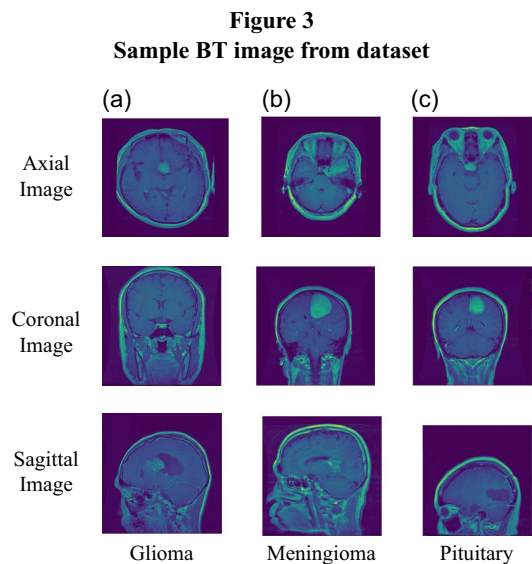 Figure 3
Sample BT image from dataset
(a) (b) (c)
Axial
Image
Coronal
Image
Sagittal
Image
Glioma Meningioma Pituitary